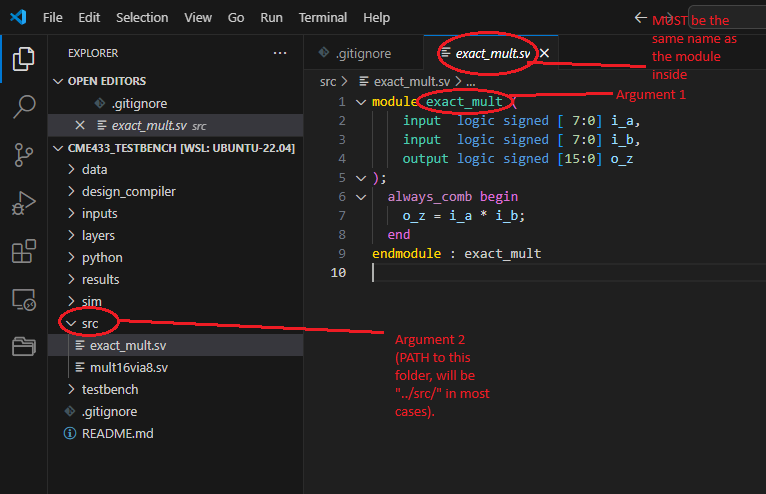 File Edit Selection View Go Run Terminal Help
EXPLORER
OPEN EDITORS
.gitignore
exact_mult.sv src
CME433_TESTBENCH [WSL: UBUNTU-22.04]
data
design_compiler
inputs
layers
python
results
sim
src
exact_mult.sv
mult16via8.sv
testbench
.gitignore
README.md
.gitignore
exact_mult.sv
src > exact_mult.sv > ...
1 module exact_mult (
2 input logic signed [ 7:0] i_a,
3 input logic signed [ 7:0] i_b,
4 output logic signed [15:0] o_z
5 );
6 always_comb begin
7 o_z = i_a * i_b;
8 end
9 endmodule : exact_mult
10
MUST be the
same name as
the module
inside
Argument 1
Argument 2
(PATH to this
folder, will be
"../src/" in most
cases).